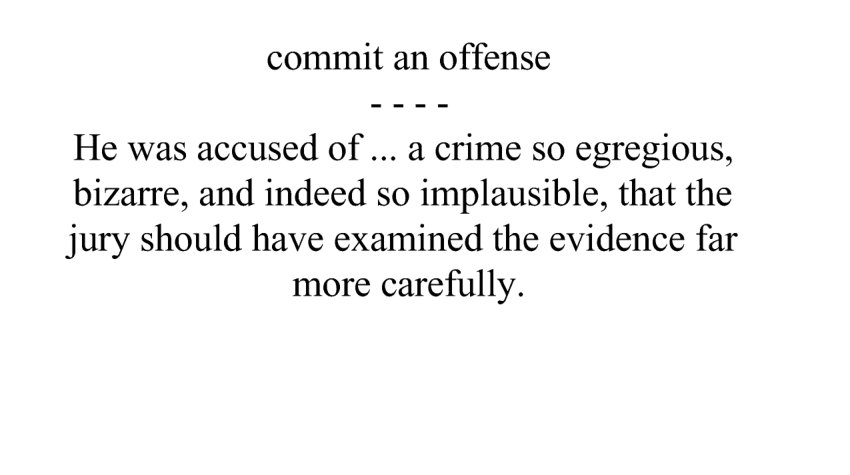 commit an offense
- - - -
He was accused of ... a crime so egregious,
bizarre, and indeed so implausible, that the
jury should have examined the evidence far
more carefully.